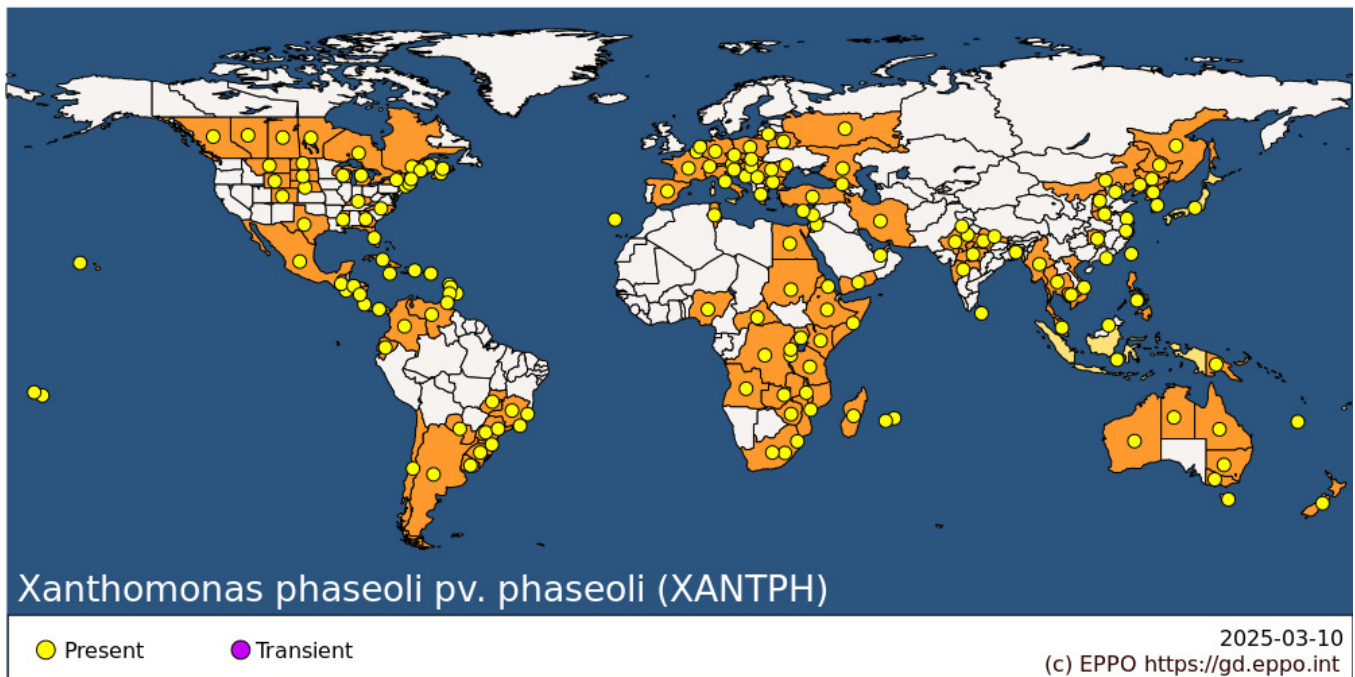 Xanthomonas phaseoli pv. phaseoli (XANTPH)
Present
Transient
2025-03-10
(c) EPPO https://gd.eppo.int